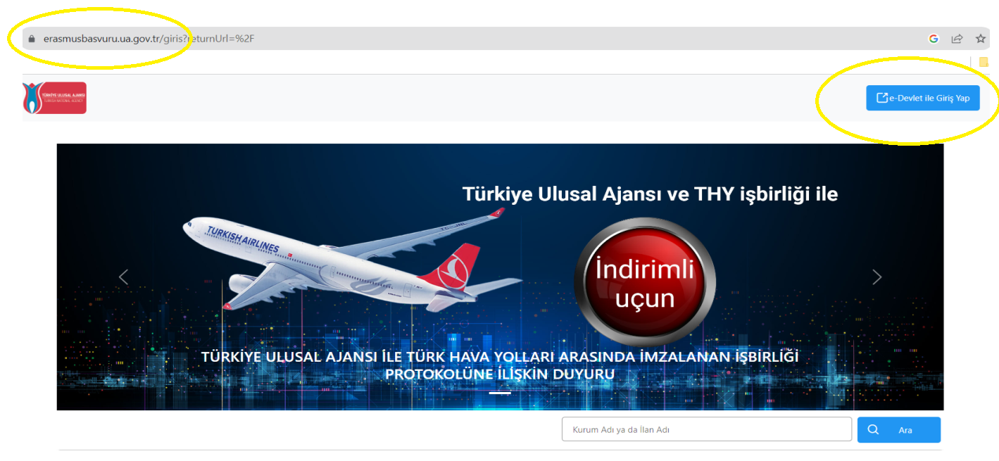 erasmusbasvuru.ua.gov.tr/giris?returnUrl=%2F
TÜRKİYE ULUSAL AJANSI
TURKISH NATIONAL AGENCY
e-Devlet ile Giriş Yap
Türkiye Ulusal Ajansı ve THY işbirliği ile
TURKISH AIRLINES
TC-JNL
İndirimli
uçun
TÜRKİYE ULUSAL AJANSI İLE TÜRK HAVA YOLLARI ARASINDA İMZALANAN İŞBİRLİĞİ
PROTOKOLÜNE İLİŞKİN DUYURU
Kurum Adı ya da İlan Adı
Ara